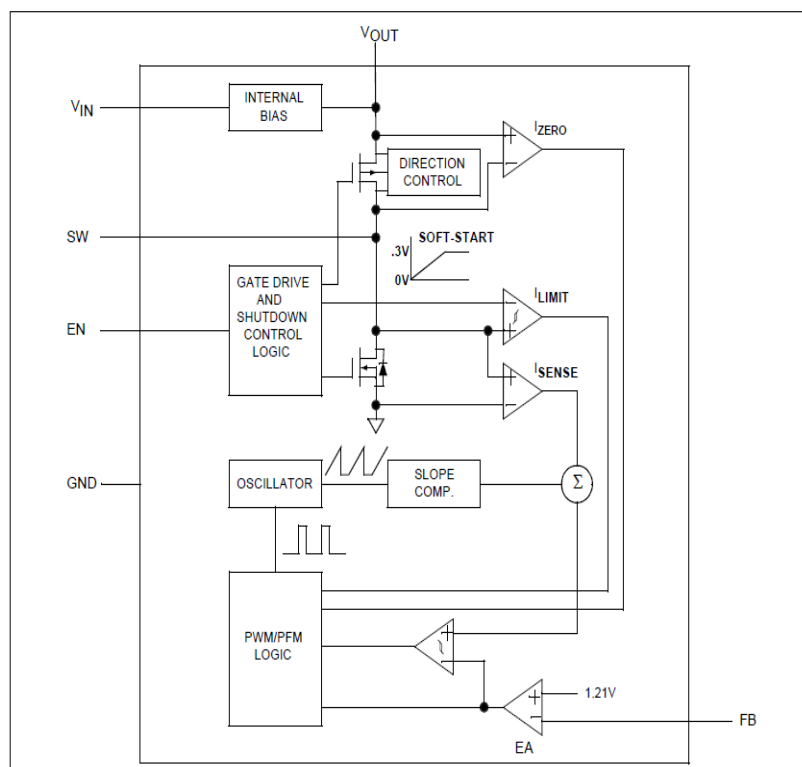 VOUT
VIN
INTERNAL
BIAS
IZERO
+
−
DIRECTION
CONTROL
SW
SOFT-START
.3V
0V
GATE DRIVE
AND
SHUTDOWN
CONTROL
LOGIC
EN
ILIMIT
−
+
ISENSE
+
−
GND
OSCILLATOR
SLOPE
COMP.
Σ
PWM/PFM
LOGIC
+
−
1.21V
+
−
FB
EA